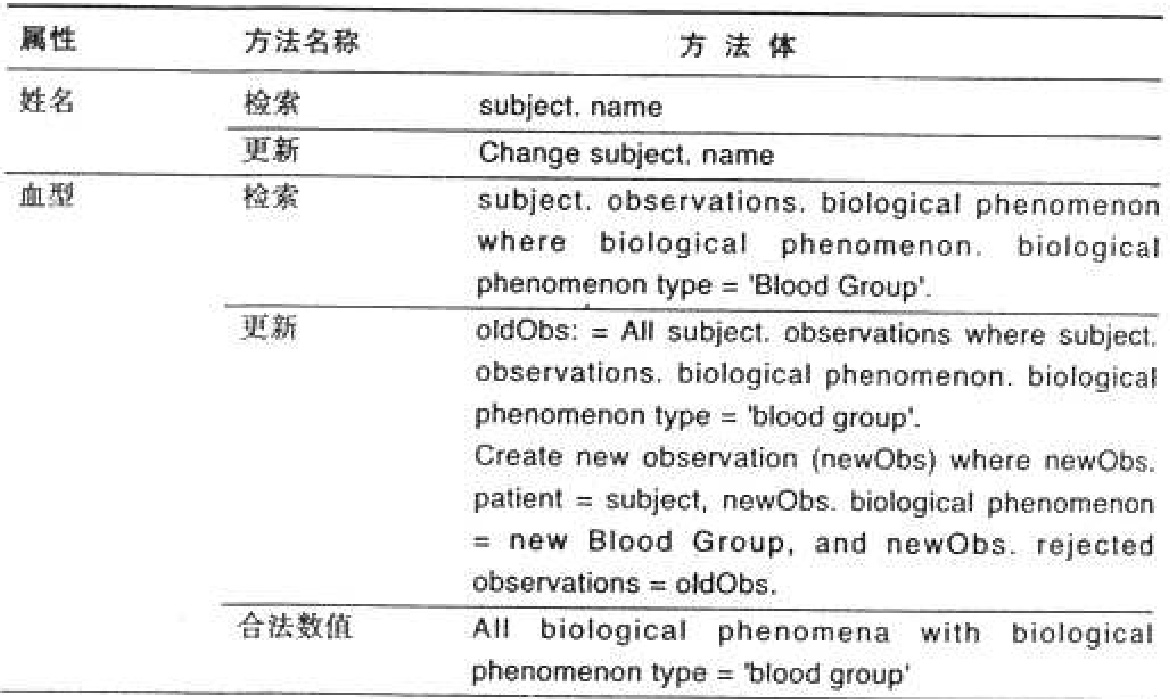 属性 方法名称 方法体
姓名 检索 subject. name
更新 Change subject. name
血型 检索 subject. observations. biological phenomenon
where biological phenomenon. biological
phenomenon type = 'Blood Group'.
更新 oldObs: = All subject. observations where subject.
observations. biological phenomenon. biological
phenomenon type = 'blood group'.
Create new observation (newObs) where newObs.
patient = subject, newObs. biological phenomenon
= new Blood Group, and newObs. rejected
observations = oldObs.
合法数值 All biological phenomena with biological
phenomenon type = 'blood group'